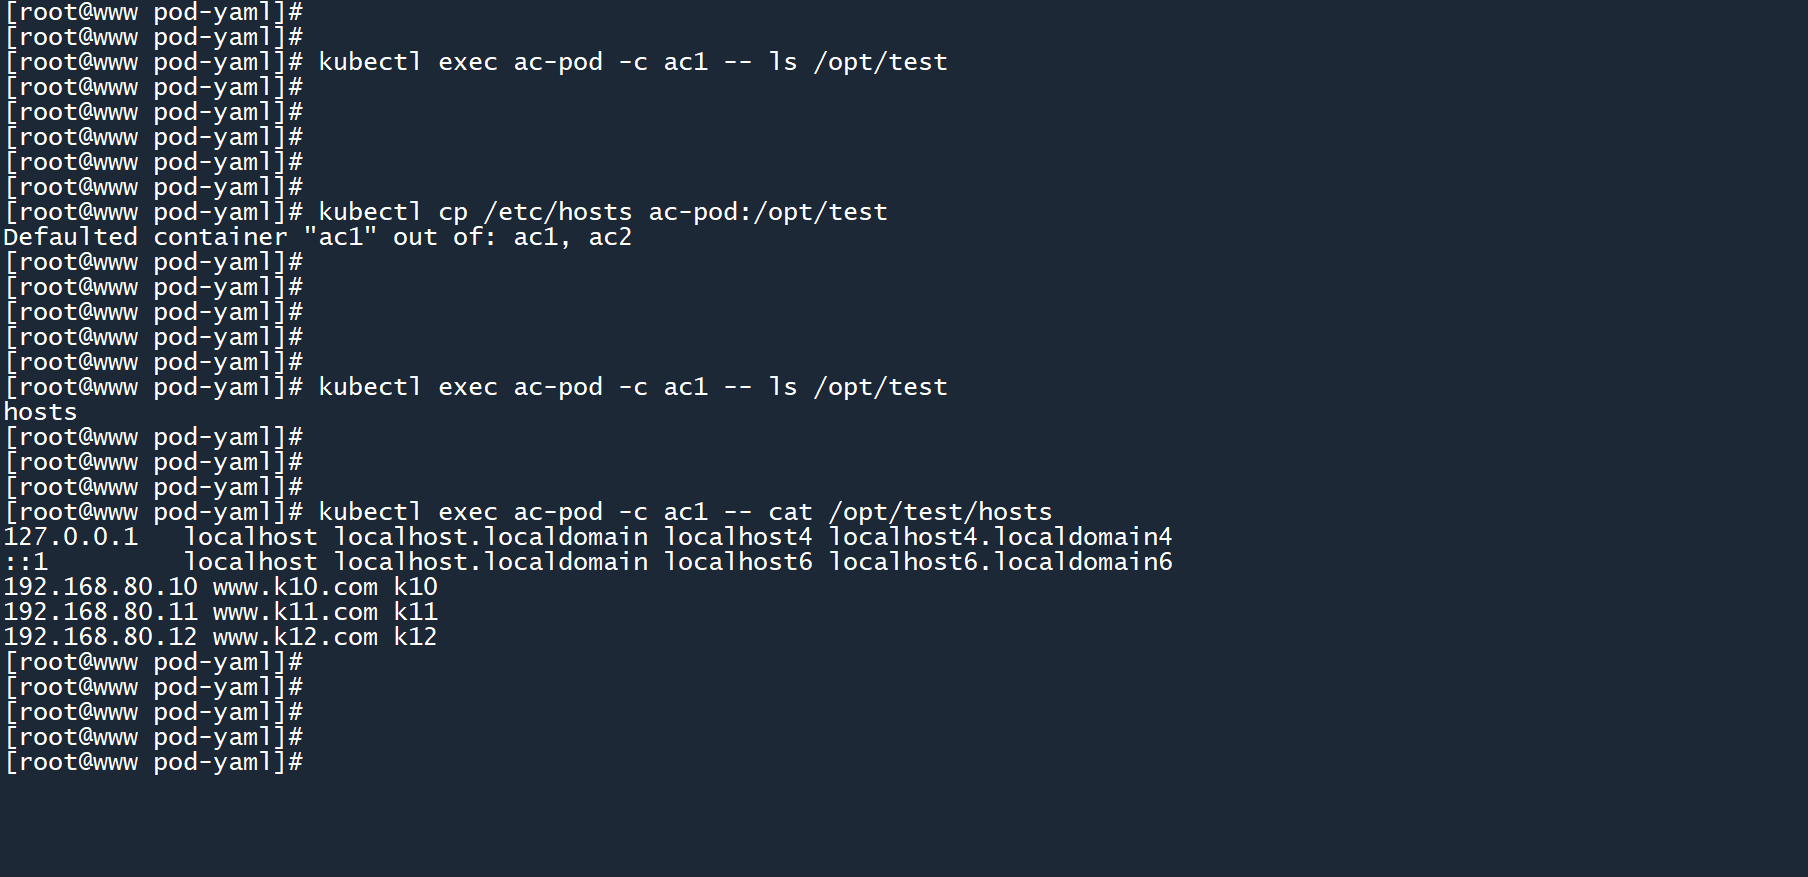 [root@www pod-yaml]#
[root@www pod-yaml]#
[root@www pod-yaml]# kubectl exec ac-pod -c ac1 -- ls /opt/test
[root@www pod-yaml]#
[root@www pod-yaml]#
[root@www pod-yaml]#
[root@www pod-yaml]#
[root@www pod-yaml]#
[root@www pod-yaml]# kubectl cp /etc/hosts ac-pod:/opt/test
Defaulted container "ac1" out of: ac1, ac2
[root@www pod-yaml]#
[root@www pod-yaml]#
[root@www pod-yaml]#
[root@www pod-yaml]#
[root@www pod-yaml]#
[root@www pod-yaml]# kubectl exec ac-pod -c ac1 -- ls /opt/test
hosts
[root@www pod-yaml]#
[root@www pod-yaml]#
[root@www pod-yaml]#
[root@www pod-yaml]# kubectl exec ac-pod -c ac1 -- cat /opt/test/hosts
127.0.0.1   localhost localhost.localdomain localhost4 localhost4.localdomain4
::1         localhost localhost.localdomain localhost6 localhost6.localdomain6
192.168.80.10 www.k10.com k10
192.168.80.11 www.k11.com k11
192.168.80.12 www.k12.com k12
[root@www pod-yaml]#
[root@www pod-yaml]#
[root@www pod-yaml]#
[root@www pod-yaml]#
[root@www pod-yaml]#